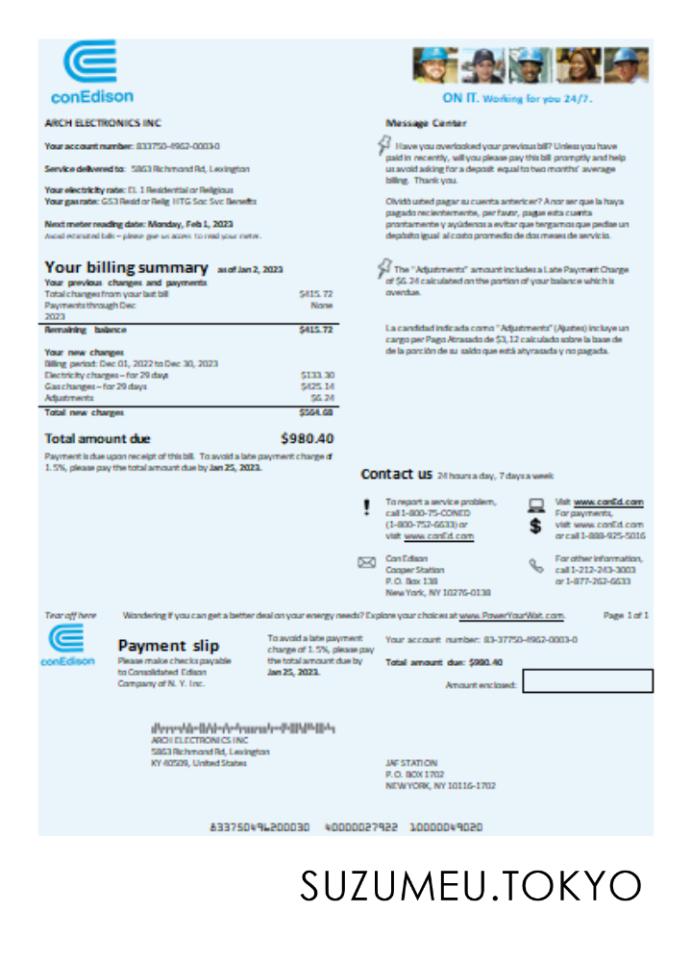 conEdison
ON IT. Working for you 24/7.
ARCH ELECTRONICS INC
Your account number: 833750-4962-0003-0
Service delivered to: 5863 Richmond Rd, Lexington
Your electricity rate: El. 1 Residential or Religious
Your gas rate: GS3 Resid or Relig HTG Soc Svc Benefits
Next meter reading date: Monday, Feb 1, 2023
Avoid estimated bills – please give us access to read your meter.
Your billing summary as of Jan 2, 2023
Your previous changes and payments
Total changes from your last bill $415.72
Payments through Dec None
2023
Remaining balance $415.72
Your new changes
Billing period: Dec 01, 2022 to Dec 30, 2023
Electricity charges – for 29 days $133.30
Gas changes – for 29 days $425.14
Adjustments $6.24
Total new charges $564.68
Total amount due $980.40
Payment is due upon receipt of this bill. To avoid a late payment charge of
1.5%, please pay the total amount due by Jan 25, 2023.
Message Center
Have you overlooked your previous bill? Unless you have
paid in recently, will you please pay this bill promptly and help
us avoid asking for a deposit equal to two months' average
billing. Thank you.
Olvidó usted pagar su cuenta anterior? A nor ser que la haya
pagado recientemente, per favor, pague esta cuenta
prontamente y ayúdenos a evitar que tergamos que pedise un
depósito igual al costo promedio de dos meses de servicio.
The "Adjustments" amount includes a Late Payment Charge
of $6.24 calculated on the portion of your balance which is
overdue.
La candidad indicada como "Adjustments" (Ajustes) incluye un
cargo per Pago Atrasado de $3,12 calculado sobre la base de
de la porción de su saldo que está atyrasada y no pagada.
Contact us 24 hours a day, 7 days a week
To report a service problem,
call 1-800-75-CONED
(1-800-752-6633) or
visit www.conEd.com
Visit www.conEd.com
For payments,
visit www.conEd.com
or call 1-888-925-5016
Con Edison
Cooper Station
P.O. Box 138
New York, NY 10276-0138
For other information,
call 1-212-243-3003
or 1-877-262-6633
Tear off here Wondering if you can get a better deal on your energy needs? Explore your choices at www.PowerYourWat.com. Page 1 of 1
conEdison
Payment slip
Please make checks payable
to Consolidated Edison
Company of N. Y. Inc.
To avoid a late payment
charge of 1.5%, please pay
the total amount due by
Jan 25, 2023.
Your account number: 83-37750-4962-0003-0
Total amount due: $980.40
Amount enclosed:
ARCH ELECTRONICS INC
5863 Richmond Rd, Lexington
KY 40509, United States
JAF STATION
P.O. BOX 1702
NEW YORK, NY 10116-1702
833750496200030 40000027922 10000049020
SUZUMEU.TOKYO